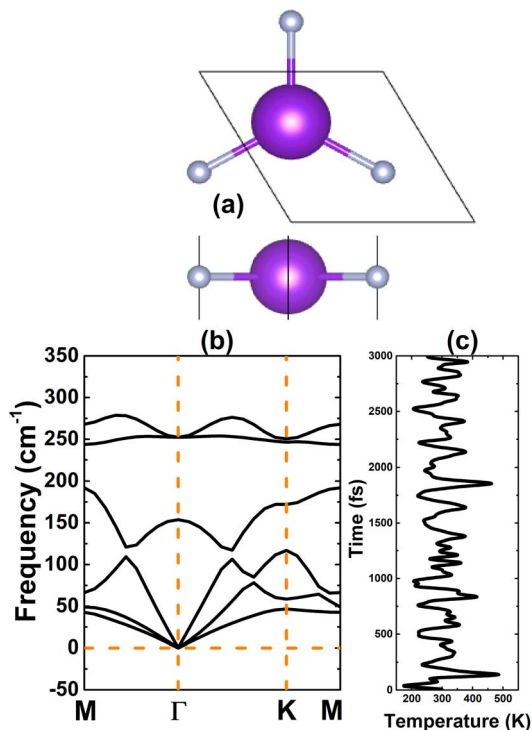 (a)
(b)
(c)
350
300
250
200
150
100
50
0
-50
Frequency (cm-1)
M
Γ
K
M
3000
2500
2000
1500
1000
500
0
Time (fs)
200 300 400 500
Temperature (K)